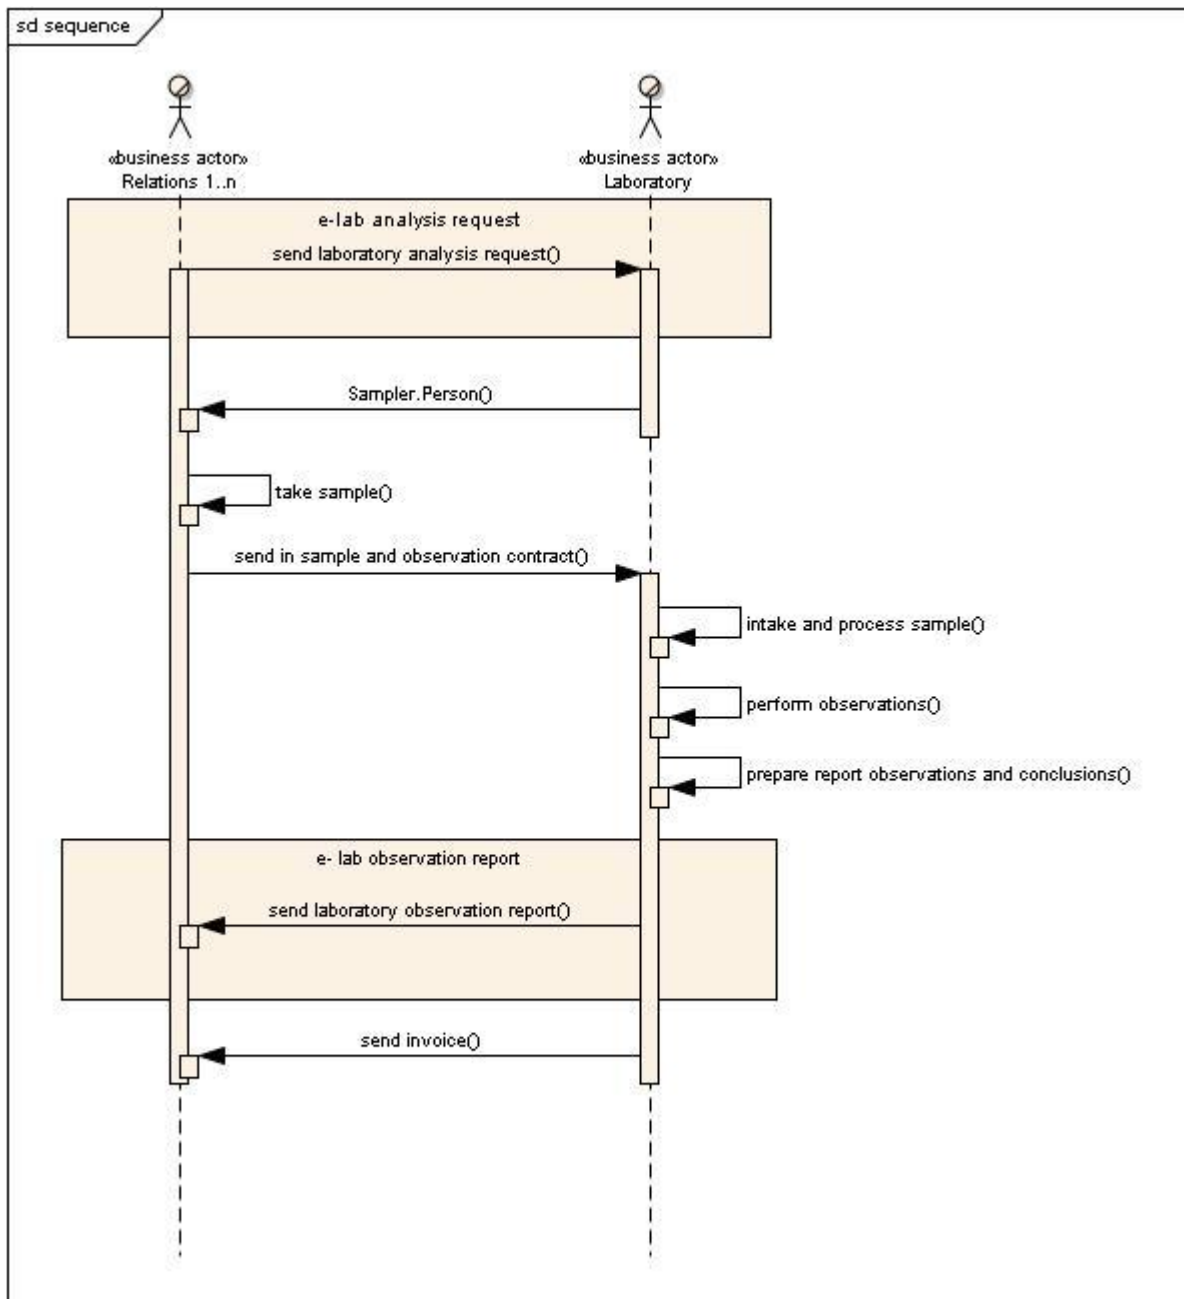 sd sequence
«business actor»
Relations 1..n
«business actor»
Laboratory
e-lab analysis request
send laboratory analysis request()
Sampler.Person()
take sample()
send in sample and observation contract()
intake and process sample()
perform observations()
prepare report observations and conclusions()
e- lab observation report
send laboratory observation report()
send invoice()